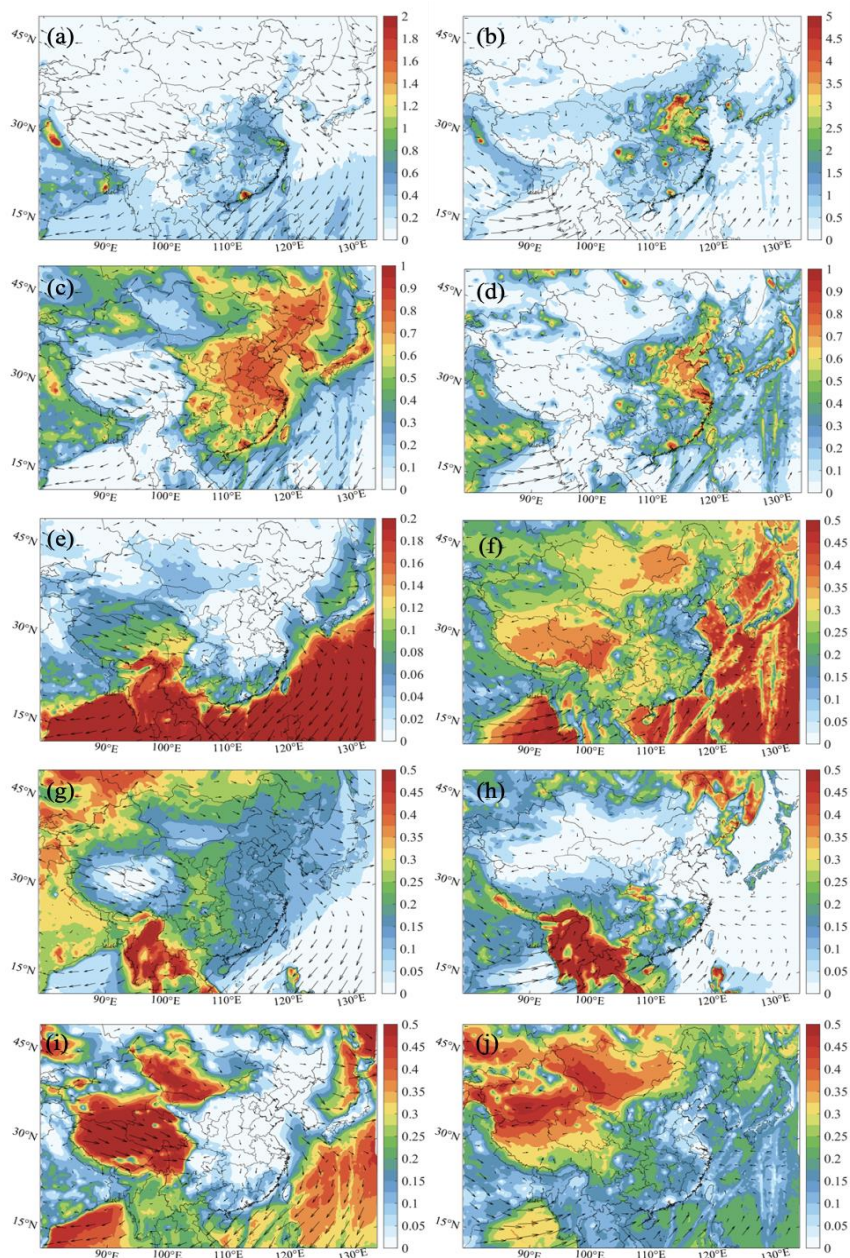 (a)
45°N
30°N
15°N
90°E 100°E 110°E 120°E 130°E
2
1.8
1.6
1.4
1.2
1
0.8
0.6
0.4
0.2
0
(b)
45°N
30°N
15°N
90°E 100°E 110°E 120°E 130°E
5
4.5
4
3.5
3
2.5
2
1.5
1
0.5
0
(c)
45°N
30°N
15°N
90°E 100°E 110°E 120°E 130°E
1
0.9
0.8
0.7
0.6
0.5
0.4
0.3
0.2
0.1
0
(d)
45°N
30°N
15°N
90°E 100°E 110°E 120°E 130°E
1
0.9
0.8
0.7
0.6
0.5
0.4
0.3
0.2
0.1
0
(e)
45°N
30°N
15°N
90°E 100°E 110°E 120°E 130°E
0.2
0.18
0.16
0.14
0.12
0.1
0.08
0.06
0.04
0.02
0
(f)
45°N
30°N
15°N
90°E 100°E 110°E 120°E 130°E
0.5
0.45
0.4
0.35
0.3
0.25
0.2
0.15
0.1
0.05
0
(g)
45°N
30°N
15°N
90°E 100°E 110°E 120°E 130°E
0.5
0.45
0.4
0.35
0.3
0.25
0.2
0.15
0.1
0.05
0
(h)
45°N
30°N
15°N
90°E 100°E 110°E 120°E 130°E
0.5
0.45
0.4
0.35
0.3
0.25
0.2
0.15
0.1
0.05
0
(i)
45°N
30°N
15°N
90°E 100°E 110°E 120°E 130°E
0.5
0.45
0.4
0.35
0.3
0.25
0.2
0.15
0.1
0.05
0
(j)
45°N
30°N
15°N
90°E 100°E 110°E 120°E 130°E
0.5
0.45
0.4
0.35
0.3
0.25
0.2
0.15
0.1
0.05
0